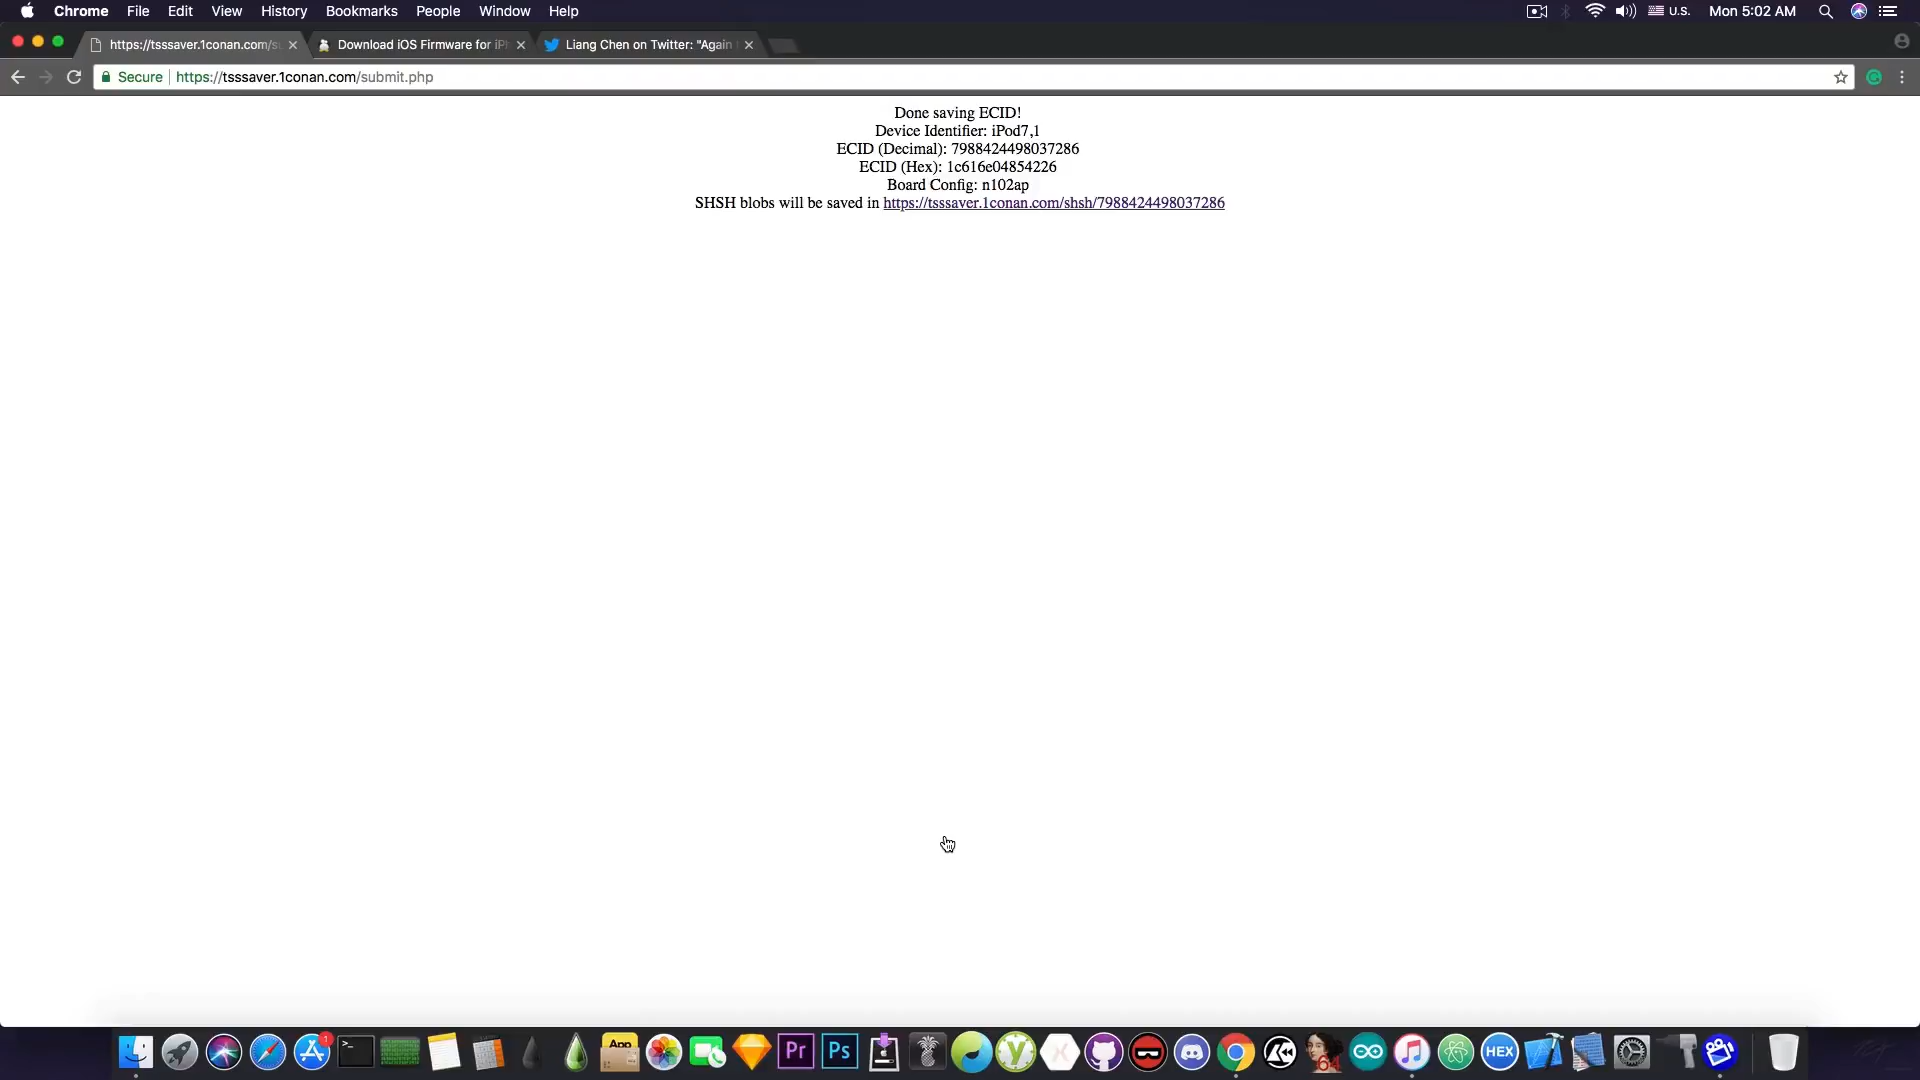 Chrome File Edit View History Bookmarks People Window Help U.S. Mon 5:02 AM
https://tsssaver.1conan.com/s Download iOS Firmware for iP Liang Chen on Twitter: "Again
Secure https://tsssaver.1conan.com/submit.php
Done saving ECID!
Device Identifier: iPod7,1
ECID (Decimal): 7988424498037286
ECID (Hex): 1c616e04854226
Board Config: n102ap
SHSH blobs will be saved in https://tsssaver.1conan.com/shsh/7988424498037286
1 App Pr Ps 64 HEX